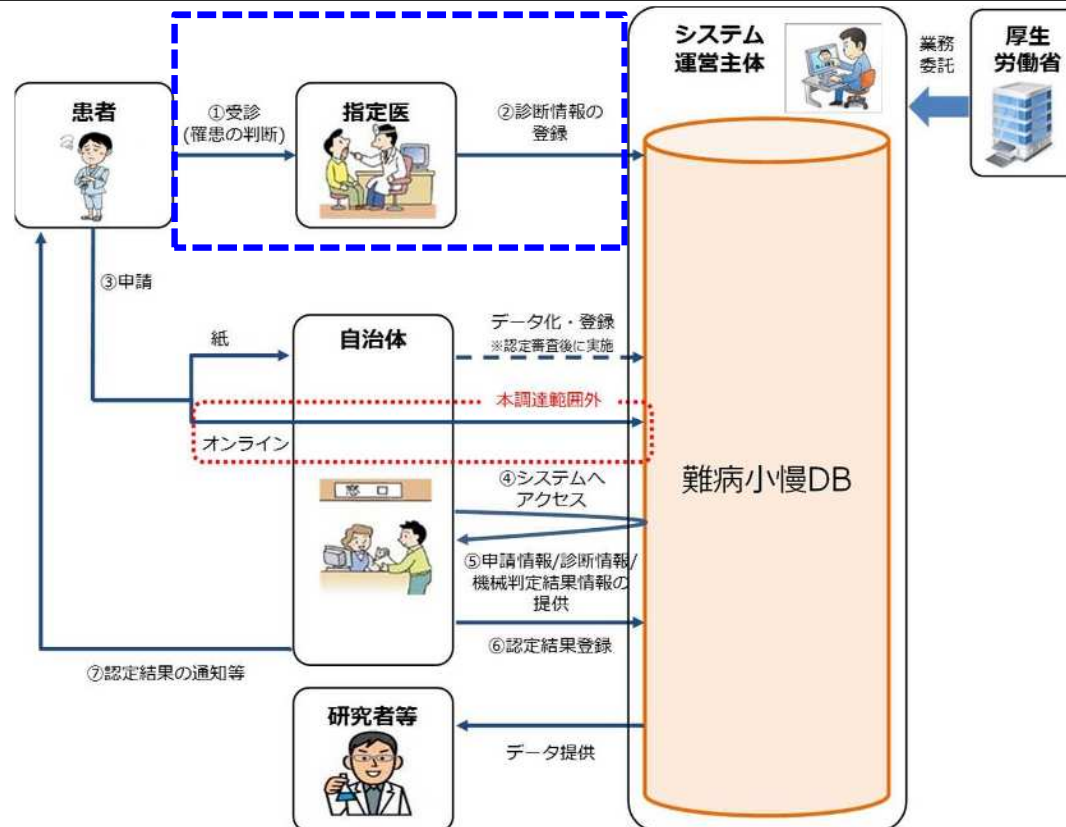 システム
運営主体
業務
委託
厚生
労働省
患者
①受診
(罹患の判断)
指定医
②診断情報の
登録
③申請
紙
自治体
データ化・登録
※認定審査後に実施
本調達範囲外
オンライン
窓口
④システムへ
アクセス
難病小慢DB
⑤申請情報/診断情報/
機械判定結果情報の
提供
⑥認定結果登録
⑦認定結果の通知等
研究者等
データ提供